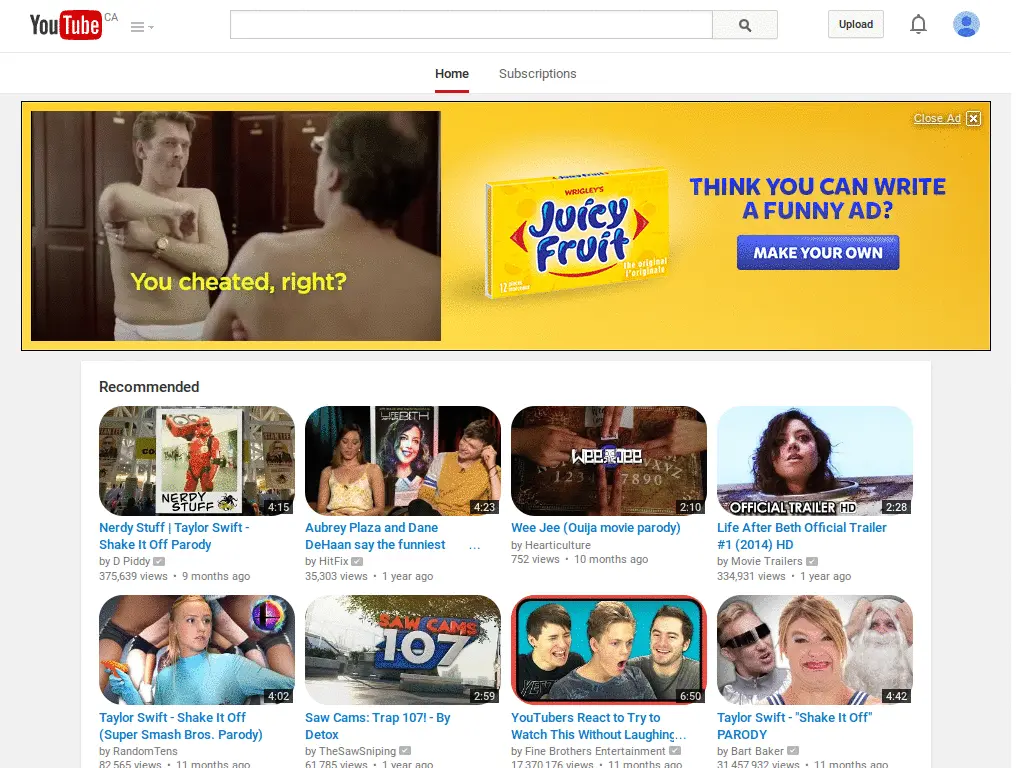 YouTube CA
Upload
Home Subscriptions
Close Ad
You cheated, right?
WRIGLEY'S
Juicy
Fruit
the original
l'originale
12
THINK YOU CAN WRITE
A FUNNY AD?
MAKE YOUR OWN
Recommended
NERDY
STUFF
4:15
4:23
WEE JEE
2:10
OFFICIAL TRAILER HD
2:28
Nerdy Stuff | Taylor Swift -
Shake It Off Parody
by D Piddy
375,639 views • 9 months ago
Aubrey Plaza and Dane
DeHaan say the funniest ...
by HitFix
35,303 views • 1 year ago
Wee Jee (Ouija movie parody)
by Hearticulture
752 views • 10 months ago
Life After Beth Official Trailer
#1 (2014) HD
by Movie Trailers
334,931 views • 1 year ago
4:02
SAW CAMS
107
2:59
6:50
4:42
Taylor Swift - Shake It Off
(Super Smash Bros. Parody)
by RandomTens
82,565 views • 11 months ago
Saw Cams: Trap 107! - By
Detox
by TheSawSniping
61,785 views • 1 year ago
YouTubers React to Try to
Watch This Without Laughing...
by Fine Brothers Entertainment
17,370,176 views • 11 months ago
Taylor Swift - "Shake It Off"
PARODY
by Bart Baker
31,457,932 views • 11 months ago